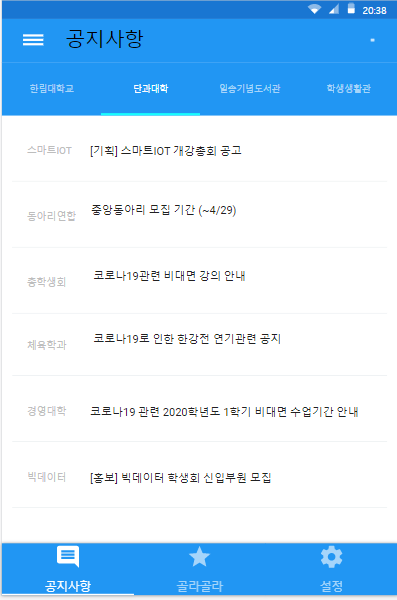 20:38
공지사항
한림대학교 단과대학 일송기념도서관 학생생활관
스마트IOT [기획] 스마트IOT 개강총회 공고
동아리연합 중앙동아리 모집 기간 (~4/29)
총학생회 코로나19관련 비대면 강의 안내
체육학과 코로나19로 인한 한강전 연기관련 공지
경영대학 코로나19 관련 2020학년도 1학기 비대면 수업기간 안내
빅데이터 [홍보] 빅데이터 학생회 신입부원 모집
공지사항 골라골라 설정